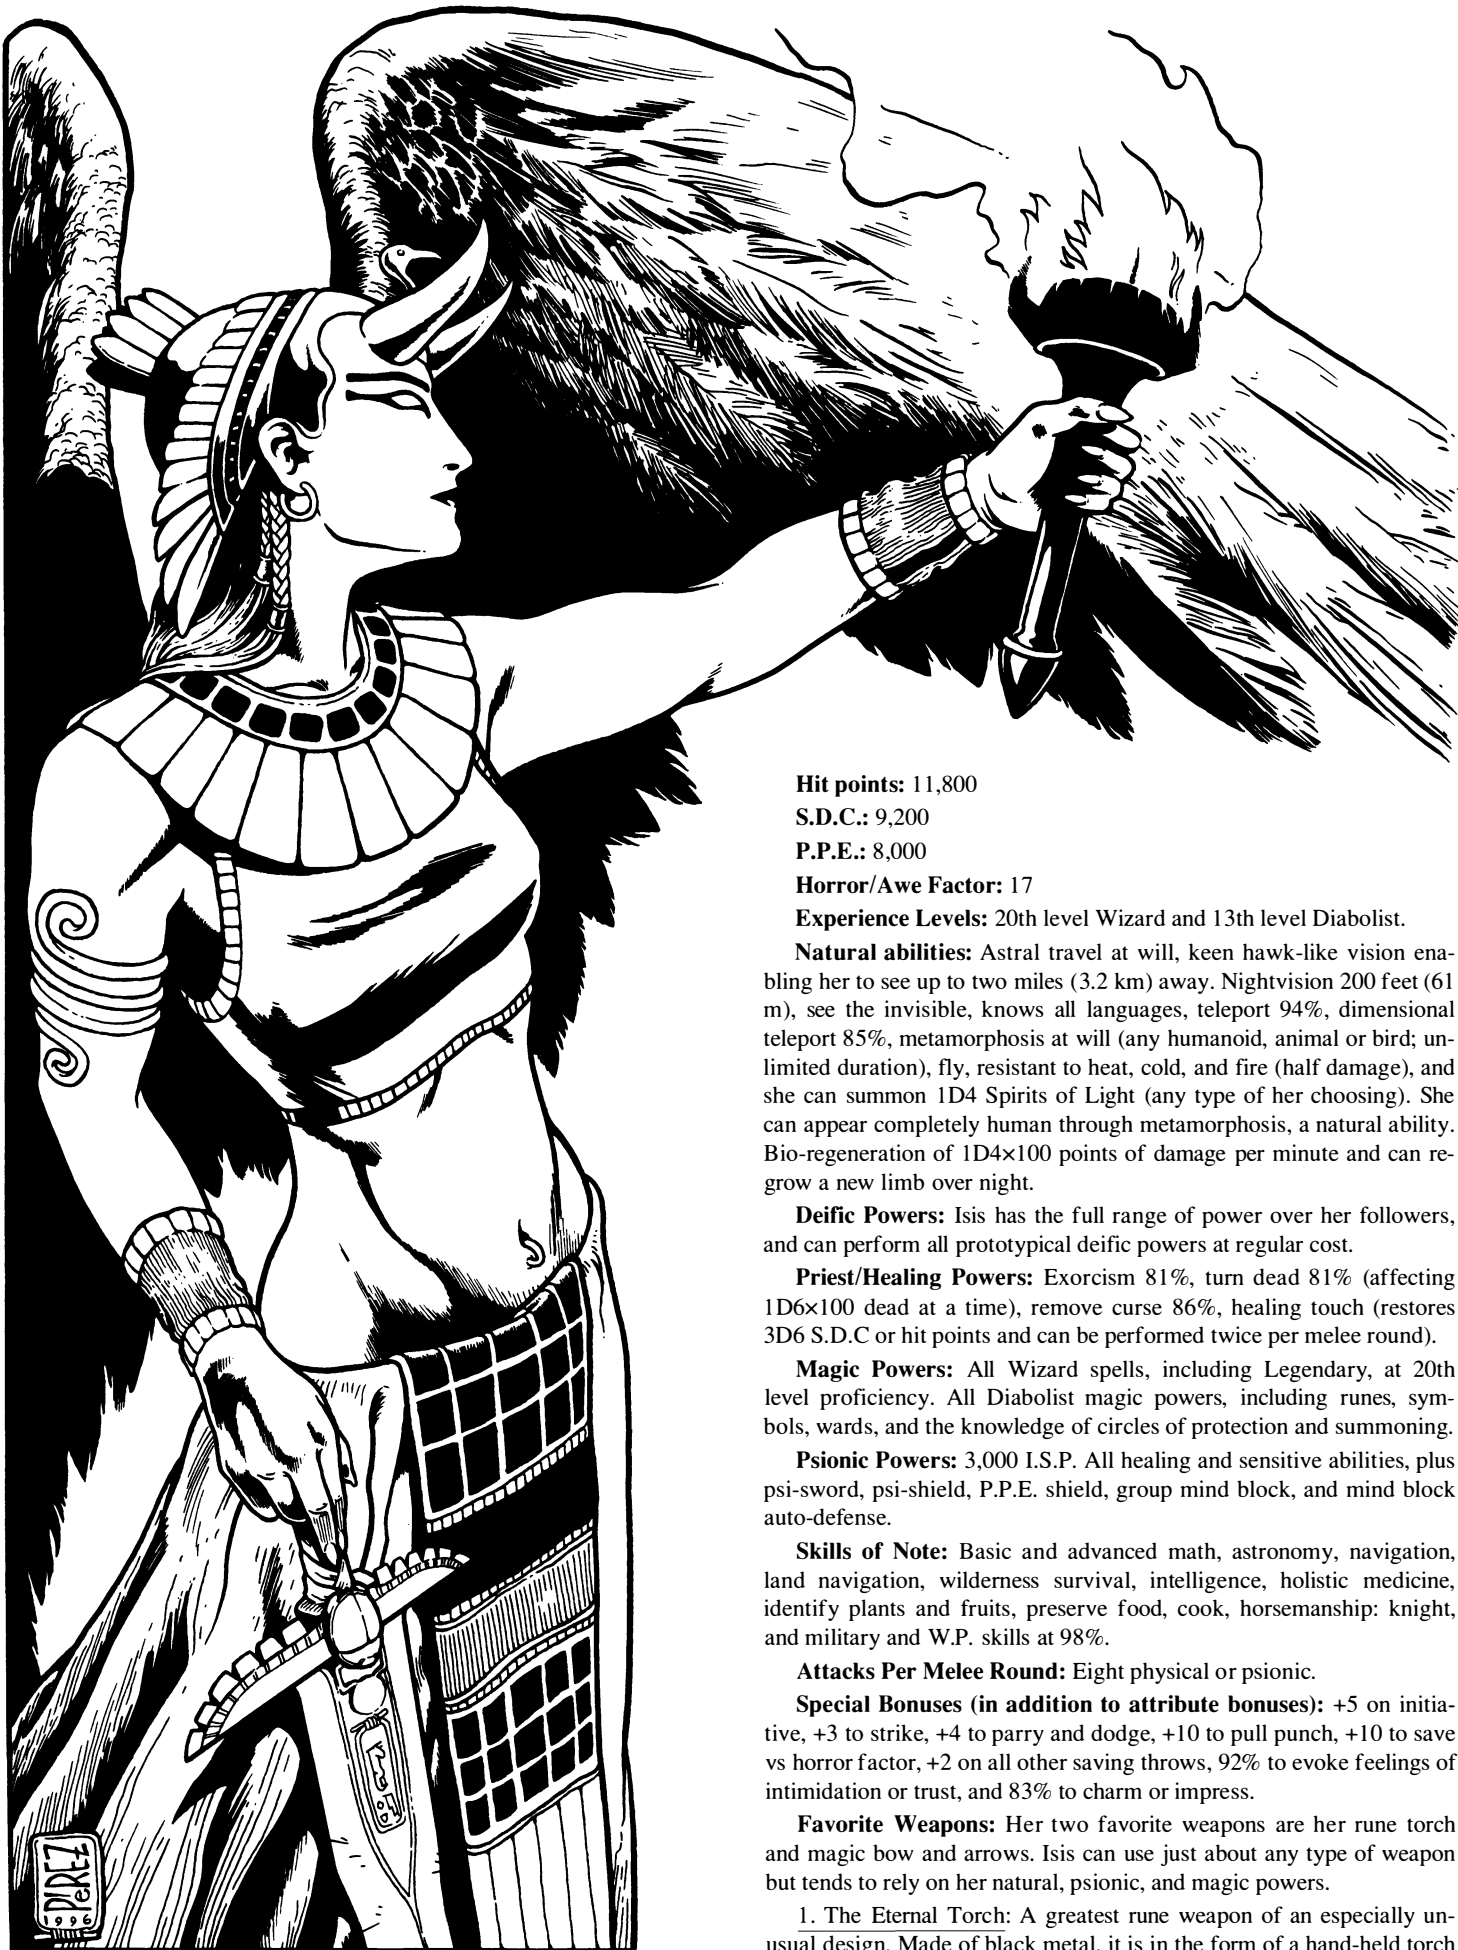 Hit points: 11,800
S.D.C.: 9,200
P.P.E.: 8,000
Horror/Awe Factor: 17
Experience Levels: 20th level Wizard and 13th level Diabolist.
Natural abilities: Astral travel at will, keen hawk-like vision ena-
bling her to see up to two miles (3.2 km) away. Nightvision 200 feet (61
m), see the invisible, knows all languages, teleport 94%, dimensional
teleport 85%, metamorphosis at will (any humanoid, animal or bird; un-
limited duration), fly, resistant to heat, cold, and fire (half damage), and
she can summon 1D4 Spirits of Light (any type of her choosing). She
can appear completely human through metamorphosis, a natural ability.
Bio-regeneration of 1D4×100 points of damage per minute and can re-
grow a new limb over night.
Deific Powers: Isis has the full range of power over her followers,
and can perform all prototypical deific powers at regular cost.
Priest/Healing Powers: Exorcism 81%, turn dead 81% (affecting
1D6×100 dead at a time), remove curse 86%, healing touch (restores
3D6 S.D.C or hit points and can be performed twice per melee round).
Magic Powers: All Wizard spells, including Legendary, at 20th
level proficiency. All Diabolist magic powers, including runes, sym-
bols, wards, and the knowledge of circles of protection and summoning.
Psionic Powers: 3,000 I.S.P. All healing and sensitive abilities, plus
psi-sword, psi-shield, P.P.E. shield, group mind block, and mind block
auto-defense.
Skills of Note: Basic and advanced math, astronomy, navigation,
land navigation, wilderness survival, intelligence, holistic medicine,
identify plants and fruits, preserve food, cook, horsemanship: knight,
and military and W.P. skills at 98%.
Attacks Per Melee Round: Eight physical or psionic.
Special Bonuses (in addition to attribute bonuses): +5 on initia-
tive, +3 to strike, +4 to parry and dodge, +10 to pull punch, +10 to save
vs horror factor, +2 on all other saving throws, 92% to evoke feelings of
intimidation or trust, and 83% to charm or impress.
Favorite Weapons: Her two favorite weapons are her rune torch
and magic bow and arrows. Isis can use just about any type of weapon
but tends to rely on her natural, psionic, and magic powers.
1. The Eternal Torch: A greatest rune weapon of an especially un-
usual design. Made of black metal, it is in the form of a hand-held torch
PEREZ
PEREZ
1996